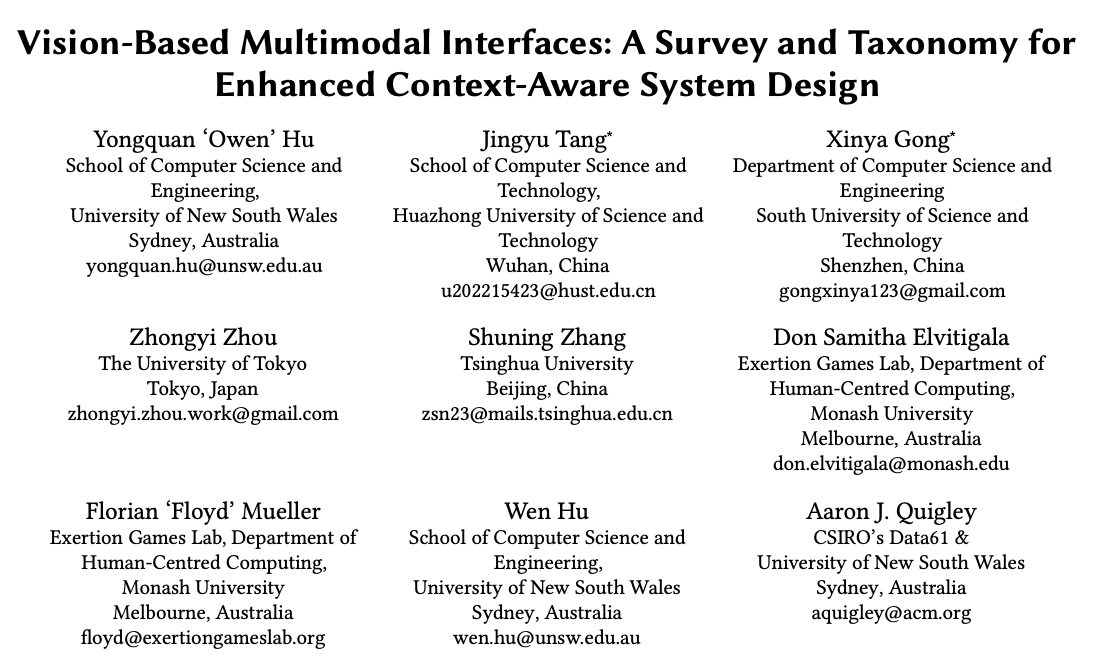 Vision-Based Multimodal Interfaces: A Survey and Taxonomy for
Enhanced Context-Aware System Design
Yongquan ‘Owen’ Hu
School of Computer Science and
Engineering,
University of New South Wales
Sydney, Australia
yongquan.hu@unsw.edu.au
Jingyu Tang*
School of Computer Science and
Technology,
Huazhong University of Science and
Technology
Wuhan, China
u202215423@hust.edu.cn
Xinya Gong*
Department of Computer Science and
Engineering
South University of Science and
Technology
Shenzhen, China
gongxinya123@gmail.com
Zhongyi Zhou
The University of Tokyo
Tokyo, Japan
zhongyi.zhou.work@gmail.com
Shuning Zhang
Tsinghua University
Beijing, China
zsn23@mails.tsinghua.edu.cn
Don Samitha Elvitigala
Exertion Games Lab, Department of
Human-Centred Computing,
Monash University
Melbourne, Australia
don.elvitigala@monash.edu
Florian ‘Floyd’ Mueller
Exertion Games Lab, Department of
Human-Centred Computing,
Monash University
Melbourne, Australia
floyd@exertiongameslab.org
Wen Hu
School of Computer Science and
Engineering,
University of New South Wales
Sydney, Australia
wen.hu@unsw.edu.au
Aaron J. Quigley
CSIRO’s Data61 &
University of New South Wales
Sydney, Australia
aquigley@acm.org